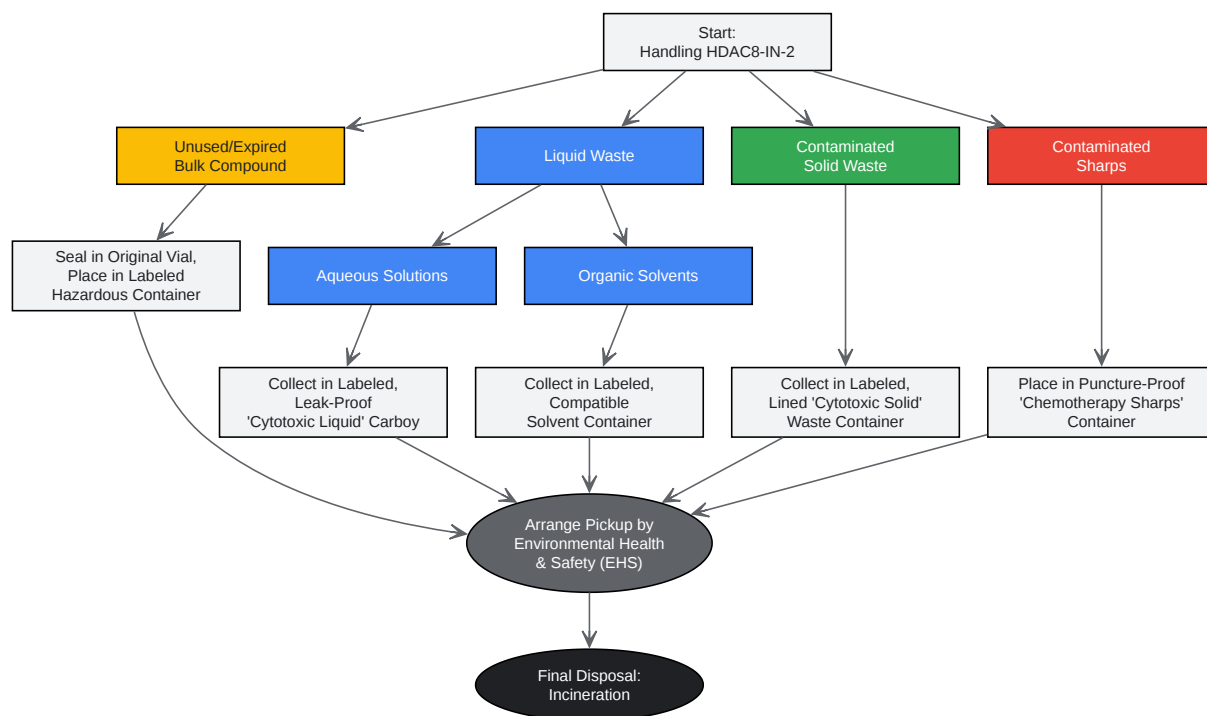 Start:
Handling HDAC8-IN-2
Unused/Expired
Bulk Compound
Liquid Waste
Contaminated
Solid Waste
Contaminated
Sharps
Seal in Original Vial,
Place in Labeled
Hazardous Container
Aqueous Solutions
Organic Solvents
Collect in Labeled,
Leak-Proof
'Cytotoxic Liquid' Carboy
Collect in Labeled,
Compatible
Solvent Container
Collect in Labeled,
Lined 'Cytotoxic Solid'
Waste Container
Place in Puncture-Proof
'Chemotherapy Sharps'
Container
Arrange Pickup by
Environmental Health
& Safety (EHS)
Final Disposal:
Incineration